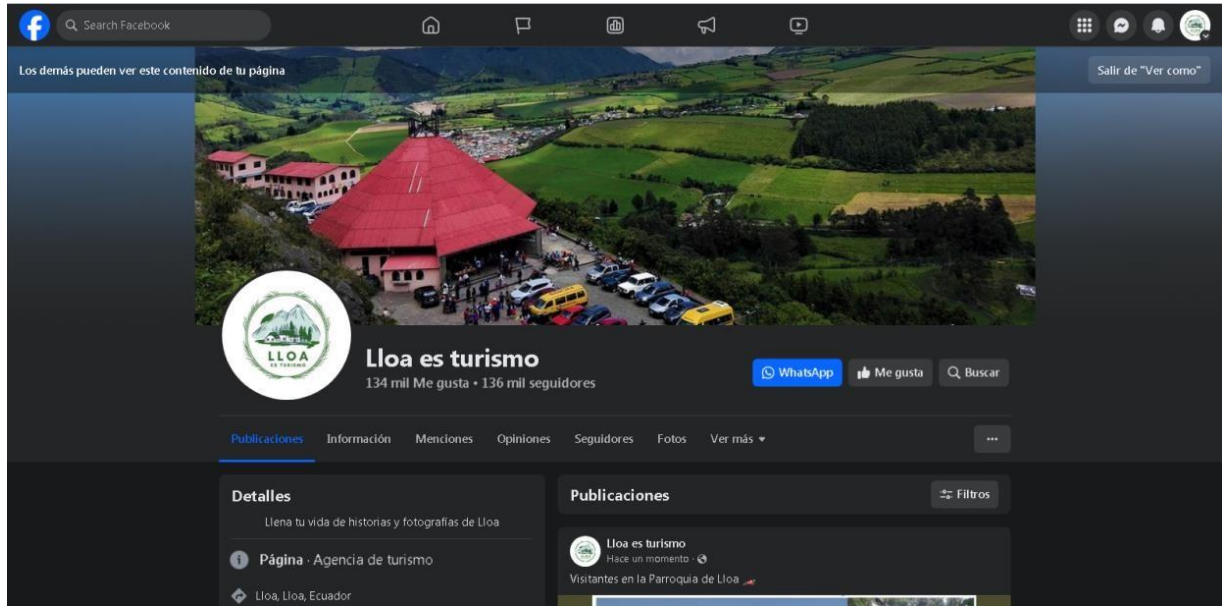 Search Facebook
Los demás pueden ver este contenido de tu página
Salir de "Ver como"
LLOA
ES TURISMO
Lloa es turismo
134 mil Me gusta • 136 mil seguidores
WhatsApp
Me gusta
Buscar
Publicaciones Información Menciones Opiniones Seguidores Fotos Ver más
Detalles
Llena tu vida de historias y fotografías de Lloa
Página · Agencia de turismo
Lloa, Lloa, Ecuador
Publicaciones
Filtros
Lloa es turismo
Hace un momento ·
Visitantes en la Parroquia de Lloa